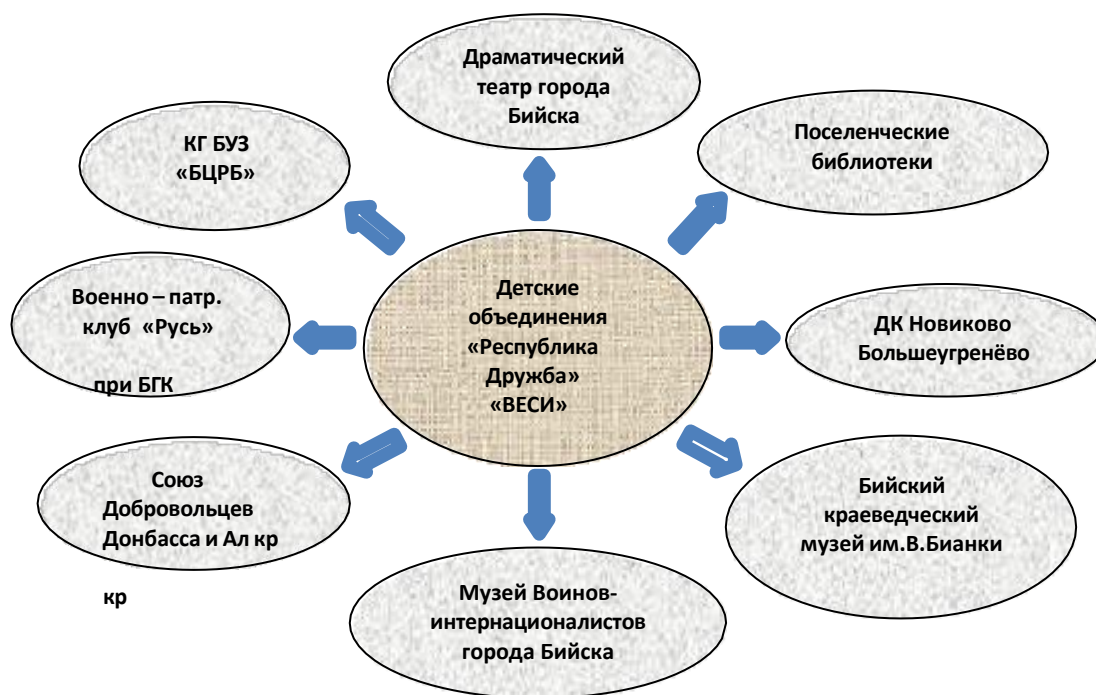 Драматический
театр города
Бийска
КГ БУЗ
«БЦРБ»
Поселенческие
библиотеки
Военно – патр.
клуб «Русь»
при БГК
Детские
объединения
«Республика
Дружба»
«ВЕСИ»
ДК Новиково
Большеугренёво
Союз
Добровольцев
Донбасса и Ал кр
кр
Бийский
краеведческий
музей им.В.Бианки
Музей Воинов-
интернационалистов
города Бийска